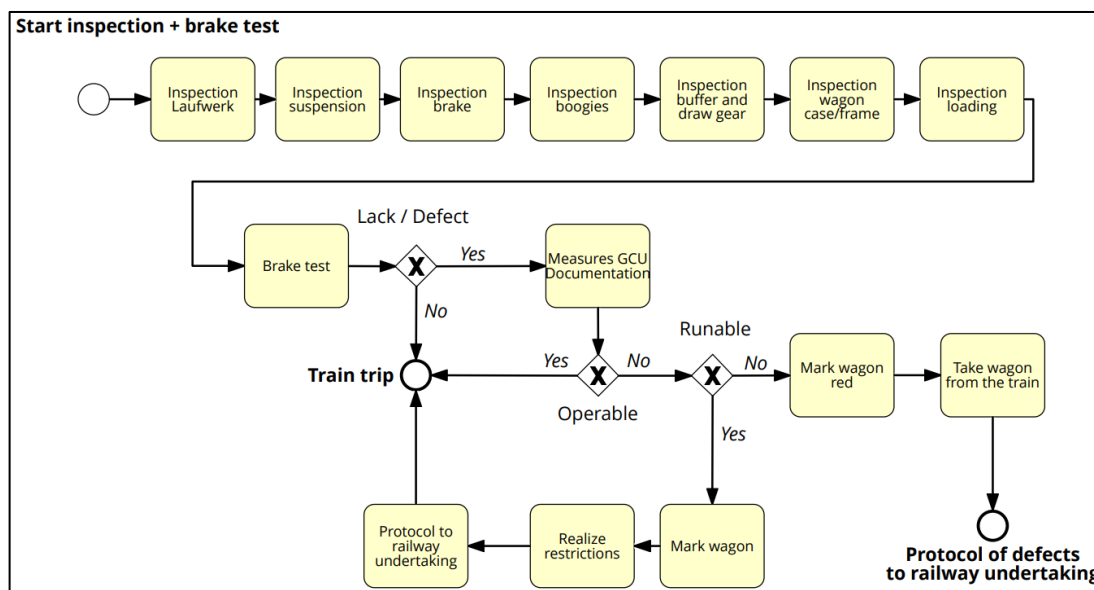 Start inspection + brake test
Inspection
Laufwerk
Inspection
suspension
Inspection
brake
Inspection
boogies
Inspection
buffer and
draw gear
Inspection
wagon
case/frame
Inspection
loading
Lack / Defect
Brake test
X
Yes
Measures GCU
Documentation
No
Train trip
Yes
X
No
Operable
Runable
X
No
Mark wagon
red
Take wagon
from the train
Yes
Protocol to
railway
undertaking
Realize
restrictions
Mark wagon
Protocol of defects
to railway undertaking